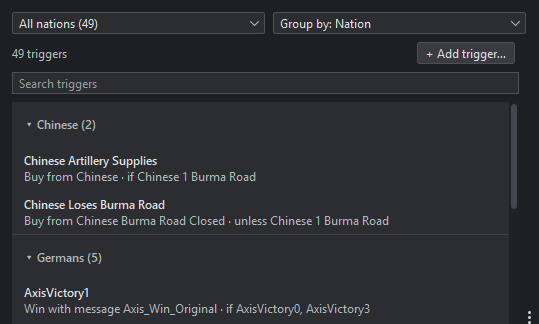 All nations (49)
Group by: Nation
49 triggers
+ Add trigger...
Search triggers
Chinese (2)
Chinese Artillery Supplies
Buy from Chinese · if Chinese 1 Burma Road
Chinese Loses Burma Road
Buy from Chinese Burma Road Closed · unless Chinese 1 Burma Road
Germans (5)
AxisVictory1
Win with message Axis_Win_Original · if AxisVictory0, AxisVictory3